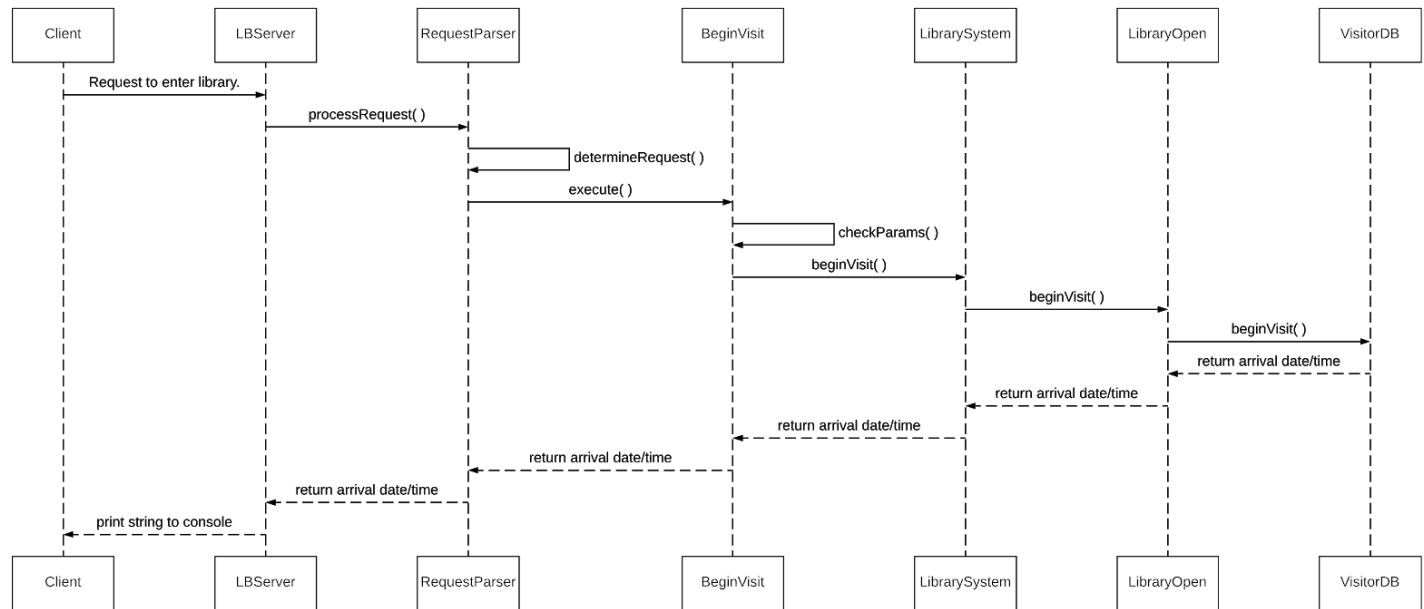 Client
LBServer
RequestParser
BeginVisit
LibrarySystem
LibraryOpen
VisitorDB
Request to enter library.
processRequest( )
determineRequest( )
execute( )
checkParams( )
beginVisit( )
beginVisit( )
beginVisit( )
return arrival date/time
return arrival date/time
return arrival date/time
return arrival date/time
return arrival date/time
print string to console
Client
LBServer
RequestParser
BeginVisit
LibrarySystem
LibraryOpen
VisitorDB